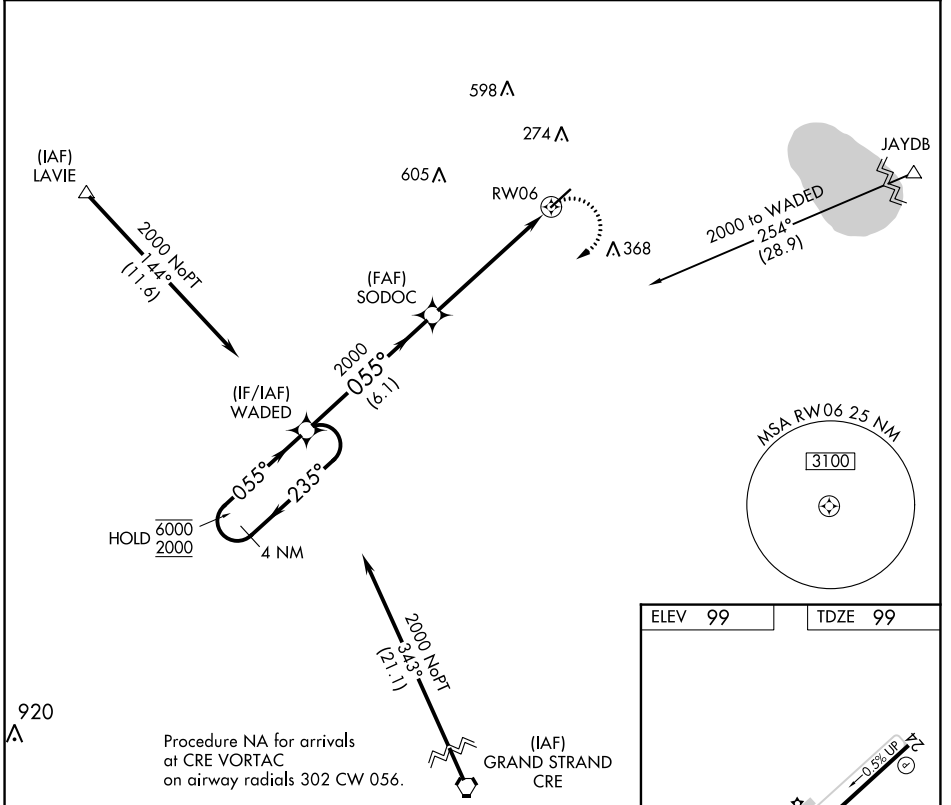 598
274
605
(IAF)
LAVIE
JAYDB
RW06
2000 to WADED
254°
(28.9)
368
2000 NoPT
144°
(11.6)
(FAF)
SODOC
2000
055°
(6.1)
(IF/IAF)
WADED
055°
235°
HOLD 6000
2000
4 NM
MSA RW06 25 NM
3100
2000 NoPT
343°
(21.1)
ELEV 99
TDZE 99
920
Procedure NA for arrivals
at CRE VORTAC
on airway radials 302 CW 056.
(IAF)
GRAND STRAND
CRE
24
0.5% UP
P